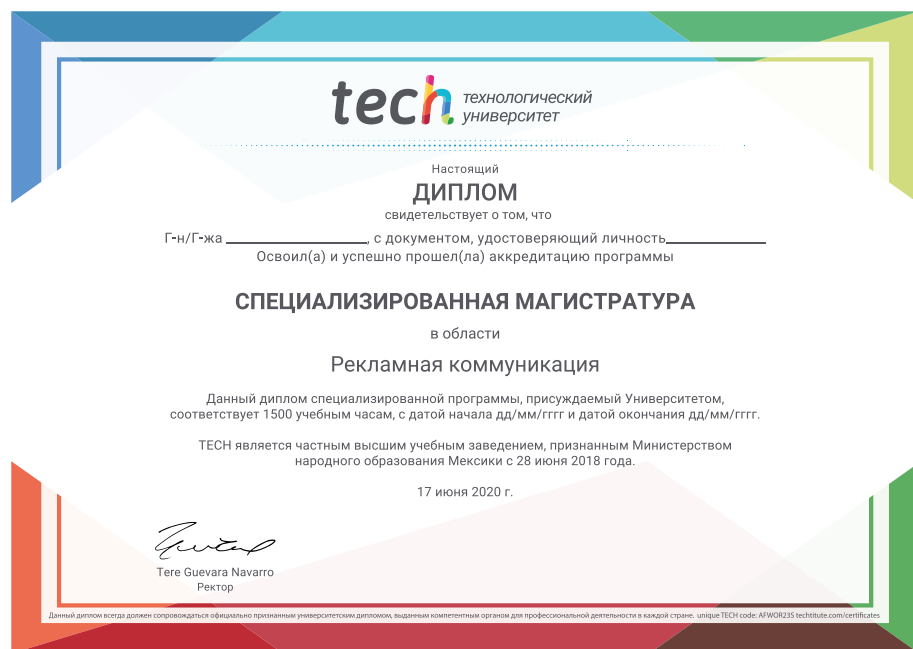 tech технологический
университет
Настоящий
ДИПЛОМ
свидетельствует о том, что
Г-н/Г-жа , с документом, удостоверяющий личность
Освоил(а) и успешно прошел(ла) аккредитацию программы
СПЕЦИАЛИЗИРОВАННАЯ МАГИСТРАТУРА
в области
Рекламная коммуникация
Данный диплом специализированной программы, присуждаемый Университетом,
соответствует 1500 учебным часам, с датой начала дд/мм/гггг и датой окончания дд/мм/гггг.
TECH является частным высшим учебным заведением, признанным Министерством
народного образования Мексики с 28 июня 2018 года.
17 июня 2020 г.
Tere Guevara Navarro
Ректор
Данный диплом всегда должен сопровождаться официально признанным университетским дипломом, выданным компетентным органом для профессиональной деятельности в каждой стране. unique TECH code: AFWOR23S techtitute.com/certificates